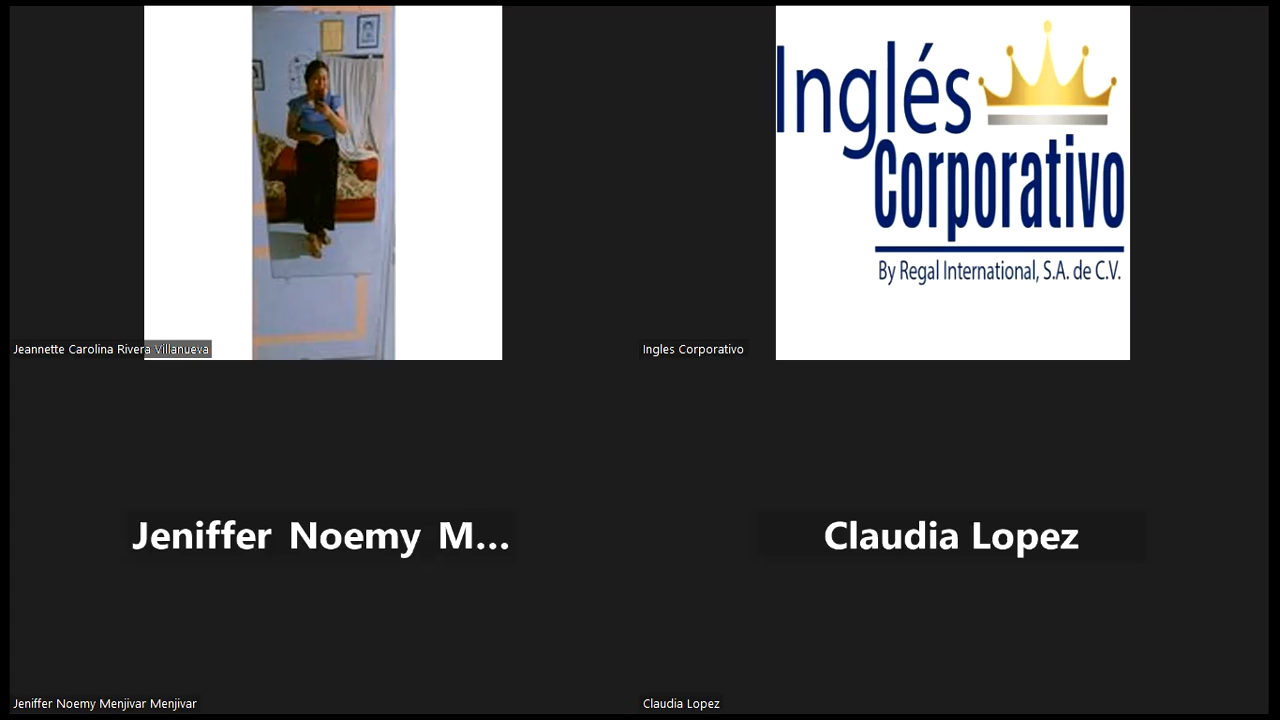 Inglés
Corporativo
By Regal International, S.A. de C.V.
Jeannette Carolina Rivera Villanueva
Ingles Corporativo
Jeniffer Noemy M...
Claudia Lopez
Jeniffer Noemy Menjivar Menjivar
Claudia Lopez